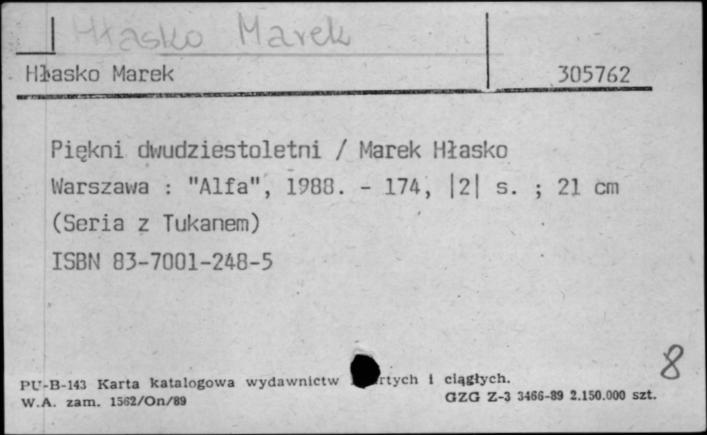 Hłasko Marek
Hłasko Marek 305762
Piękni dwudziestoletni / Marek Hłasko
Warszawa : "Alfa", 1988. - 174, |2| s. ; 21 cm
(Seria z Tukanem)
ISBN 83-7001-248-5
8
PU-B-143 Karta katalogowa wydawnictw rtych i ciągłych.
W.A. zam. 1562/On/89 GZG Z-3 3466-89 2.150.000 szt.